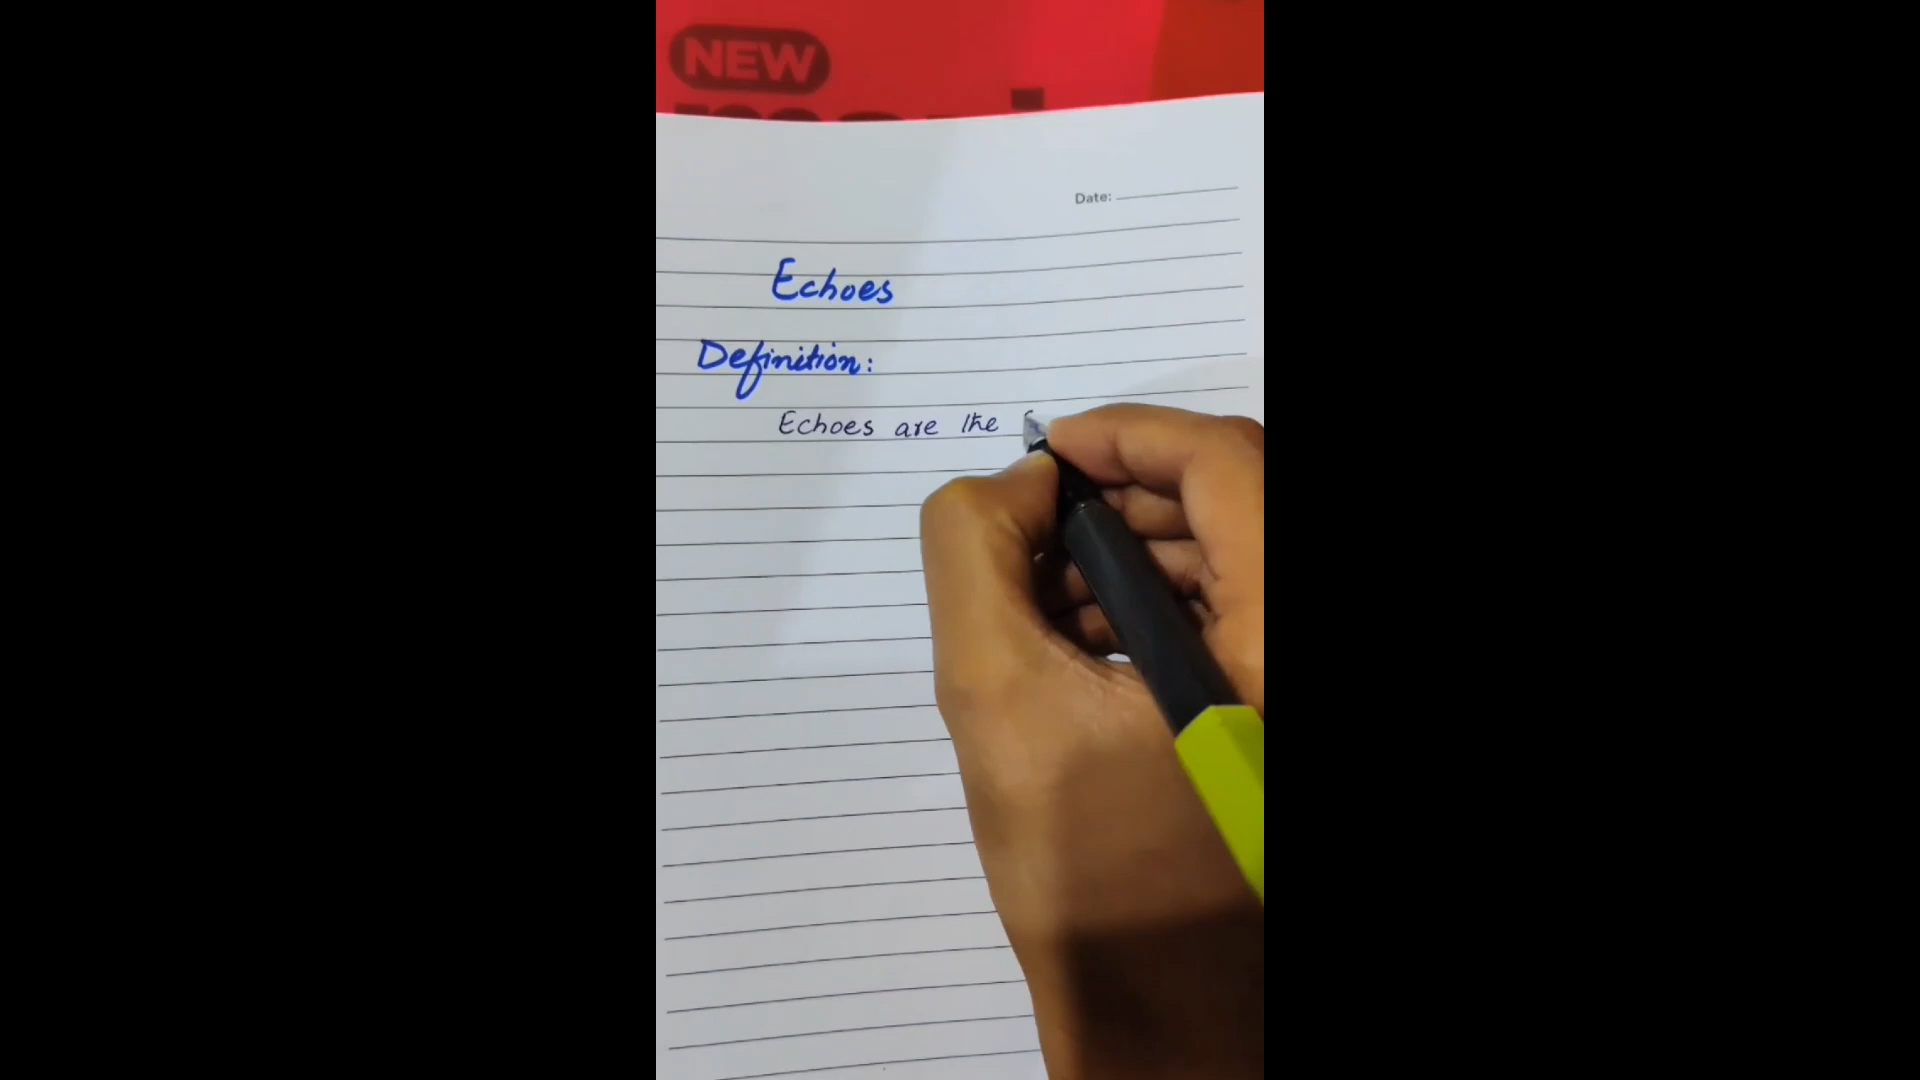 NEW
Date:
Echoes
Definition:
Echoes are the